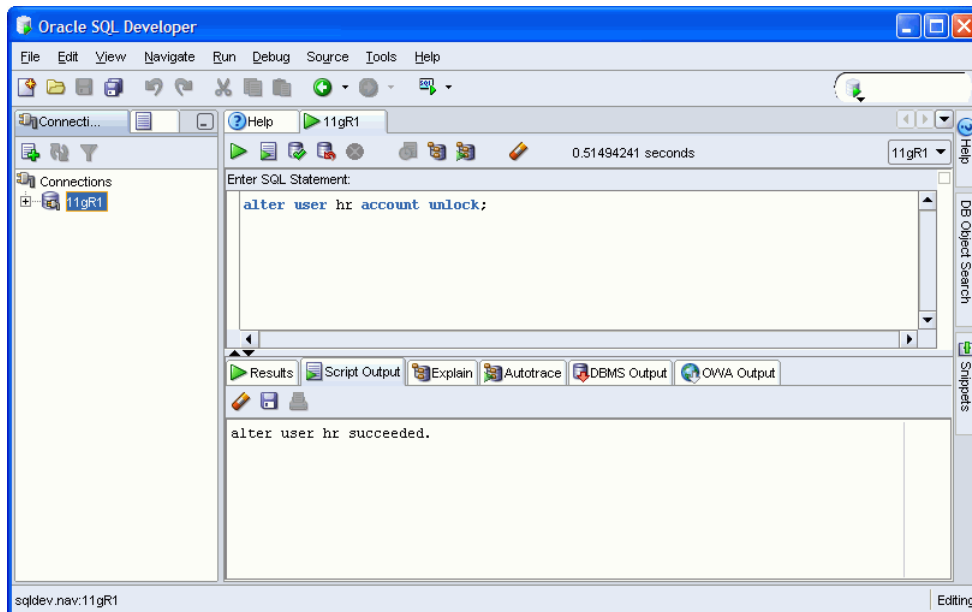 Oracle SQL Developer
File Edit View Navigate Run Debug Source Tools Help
Connecti...
Help 11gR1
0.51494241 seconds 11gR1
Connections
11gR1
Enter SQL Statement:
alter user hr account unlock;
Results Script Output Explain Autotrace DBMS Output OWA Output
alter user hr succeeded.
Help
DB Object Search
Snippets
sqldev.nav:11gR1 Editing